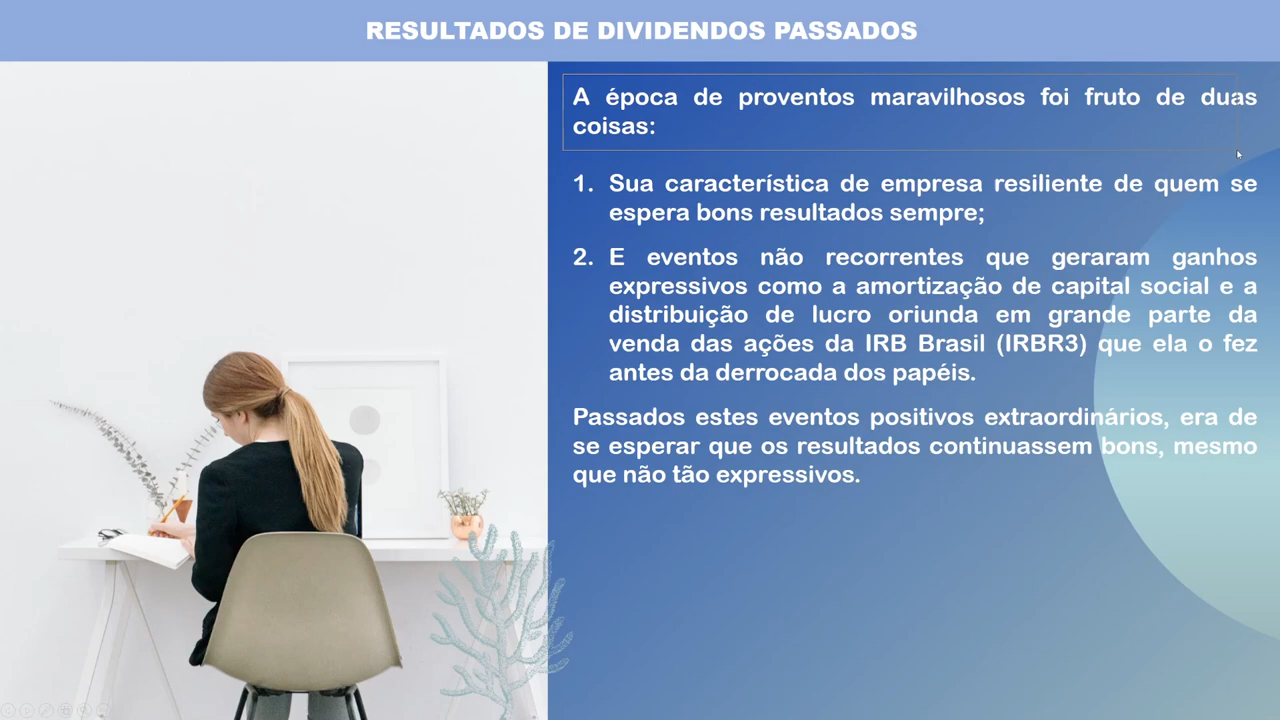 RESULTADOS DE DIVIDENDOS PASSADOS
A época de proventos maravilhosos foi fruto de duas
coisas:
1. Sua característica de empresa resiliente de quem se
espera bons resultados sempre;
2. E eventos não recorrentes que geraram ganhos
expressivos como a amortização de capital social e a
distribuição de lucro oriunda em grande parte da
venda das ações da IRB Brasil (IRBR3) que ela o fez
antes da derrocada dos papéis.
Passados estes eventos positivos extraordinários, era de
se esperar que os resultados continuassem bons, mesmo
que não tão expressivos.